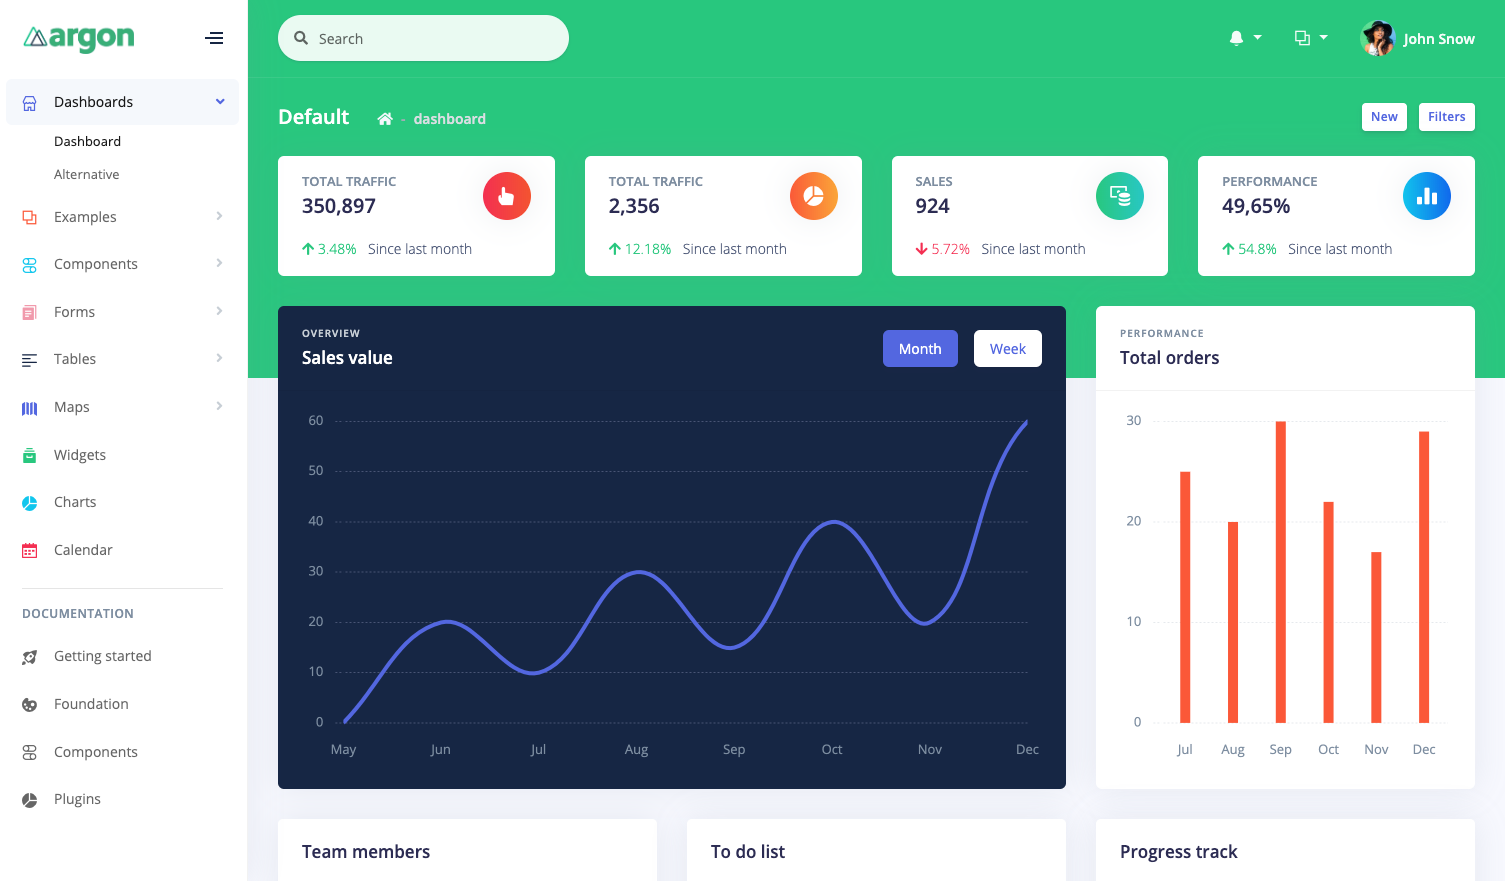 argon
Search
John Snow
Dashboards
Dashboard
Alternative
Examples
Components
Forms
Tables
Maps
Widgets
Charts
Calendar
DOCUMENTATION
Getting started
Foundation
Components
Plugins
Default - dashboard
New Filters
TOTAL TRAFFIC
350,897
3.48% Since last month
TOTAL TRAFFIC
2,356
12.18% Since last month
SALES
924
5.72% Since last month
PERFORMANCE
49,65%
54.8% Since last month
OVERVIEW
Sales value
Month Week
60
50
40
30
20
10
0
May Jun Jul Aug Sep Oct Nov Dec
PERFORMANCE
Total orders
30
20
10
0
Jul Aug Sep Oct Nov Dec
Team members
To do list
Progress track